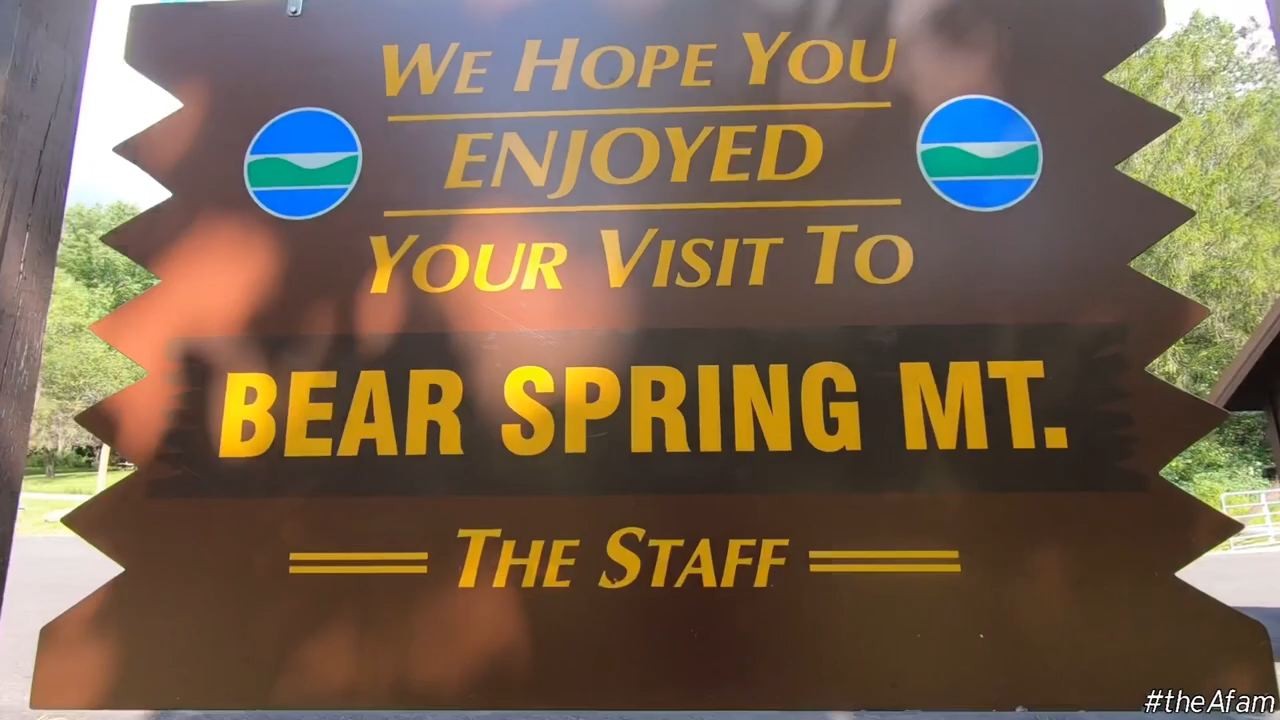 WE HOPE YOU
ENJOYED
YOUR VISIT TO
BEAR SPRING MT.
THE STAFF
#theAfam